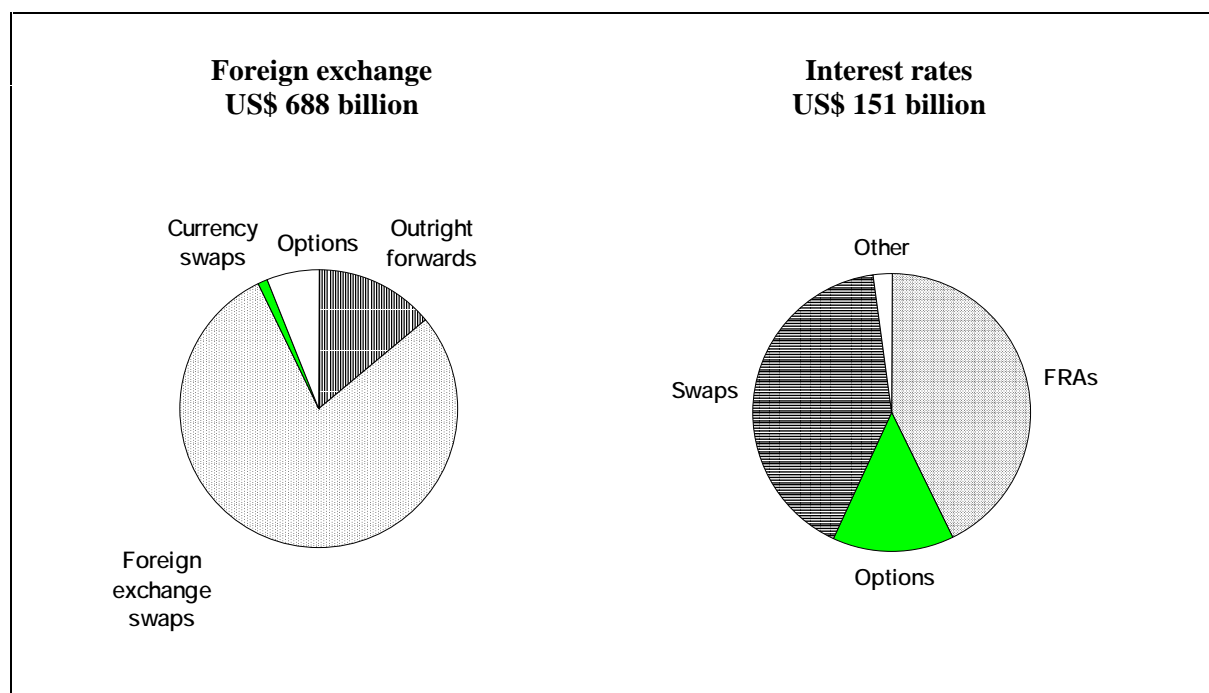 Foreign exchange
US$ 688 billion
Currency
swaps
Options
Outright
forwards
Foreign
exchange
swaps
Interest rates
US$ 151 billion
Other
Swaps
FRAs
Options